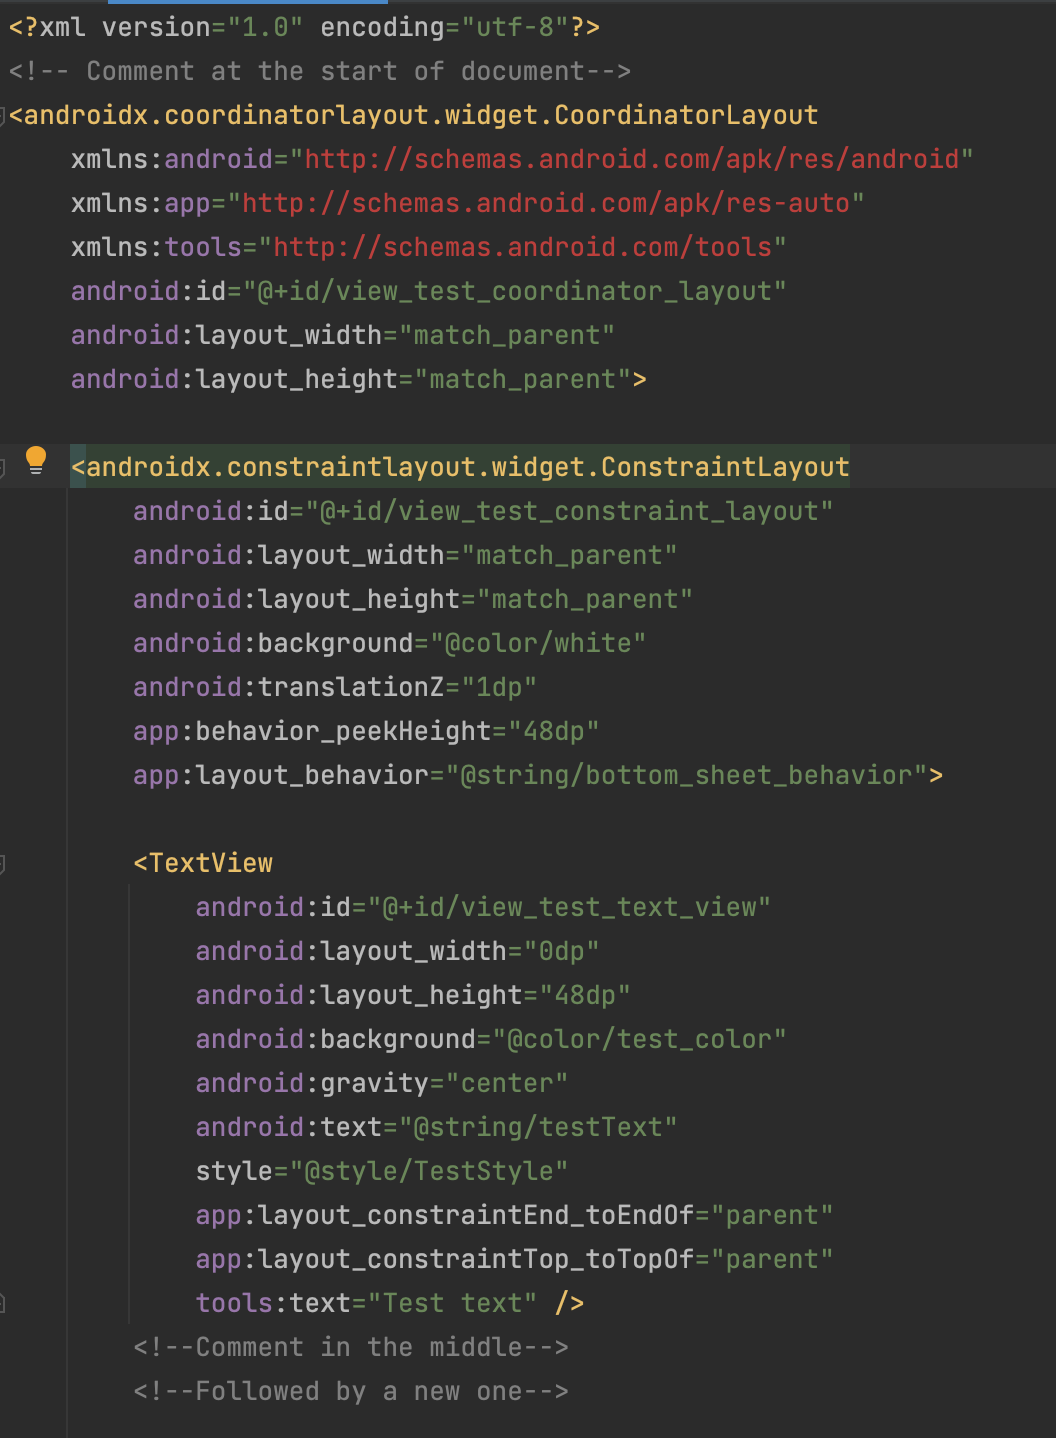 <?xml version="1.0" encoding="utf-8"?>
<!-- Comment at the start of document-->
<androidx.coordinatorlayout.widget.CoordinatorLayout
    xmlns:android="http://schemas.android.com/apk/res/android"
    xmlns:app="http://schemas.android.com/apk/res-auto"
    xmlns:tools="http://schemas.android.com/tools"
    android:id="@+id/view_test_coordinator_layout"
    android:layout_width="match_parent"
    android:layout_height="match_parent">

    <androidx.constraintlayout.widget.ConstraintLayout
        android:id="@+id/view_test_constraint_layout"
        android:layout_width="match_parent"
        android:layout_height="match_parent"
        android:background="@color/white"
        android:translationZ="1dp"
        app:behavior_peekHeight="48dp"
        app:layout_behavior="@string/bottom_sheet_behavior">

        <TextView
            android:id="@+id/view_test_text_view"
            android:layout_width="0dp"
            android:layout_height="48dp"
            android:background="@color/test_color"
            android:gravity="center"
            android:text="@string/testText"
            style="@style/TestStyle"
            app:layout_constraintEnd_toEndOf="parent"
            app:layout_constraintTop_toTopOf="parent"
            tools:text="Test text" />
        <!--Comment in the middle-->
        <!--Followed by a new one-->